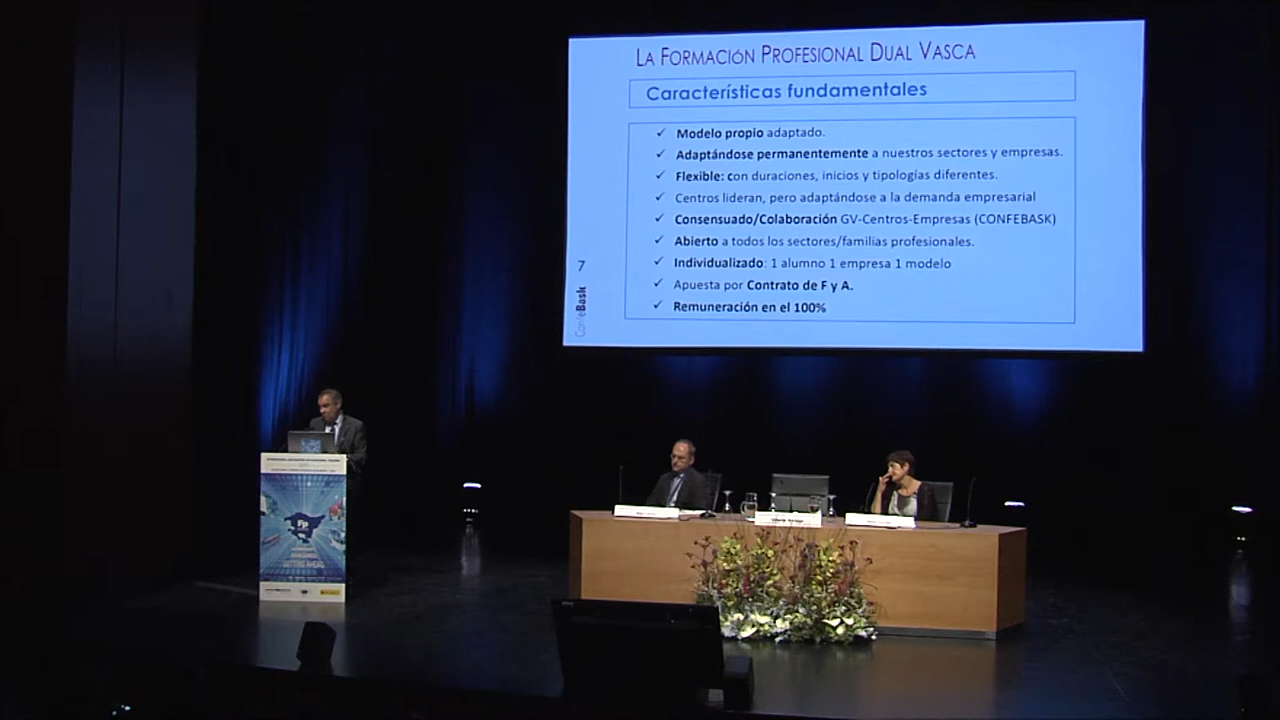 LA FORMACIÓN PROFESIONAL DUAL VASCA
Características fundamentales
✓ Modelo propio adaptado.
✓ Adaptándose permanentemente a nuestros sectores y empresas.
✓ Flexible: con duraciones, inicios y tipologías diferentes.
✓ Centros lideran, pero adaptándose a la demanda empresarial
✓ Consensuado/Colaboración GV-Centros-Empresas (CONFEBASK)
✓ Abierto a todos los sectores/familias profesionales.
✓ Individualizado: 1 alumno 1 empresa 1 modelo
✓ Apuesta por Contrato de F y A.
✓ Remuneración en el 100%
7
ConfeBask
Fp
GETTING AHEAD